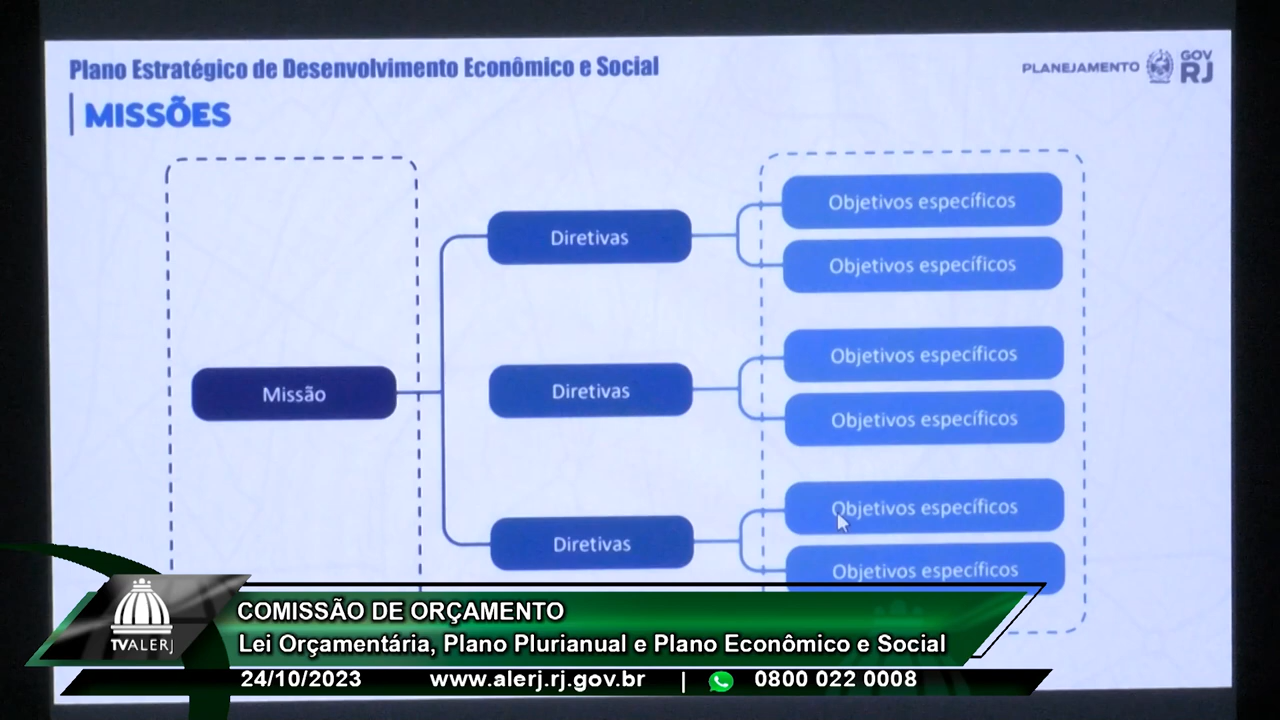 Plano Estratégico de Desenvolvimento Econômico e Social
PLANEJAMENTO
GOV
RJ
MISSÕES
Objetivos específicos
Diretivas
Objetivos específicos
Objetivos específicos
Missão
Diretivas
Objetivos específicos
Objetivos específicos
Diretivas
Objetivos específicos
TVALERJ
COMISSÃO DE ORÇAMENTO
Lei Orçamentária, Plano Plurianual e Plano Econômico e Social
24/10/2023 www.alerj.rj.gov.br | 0800 022 0008